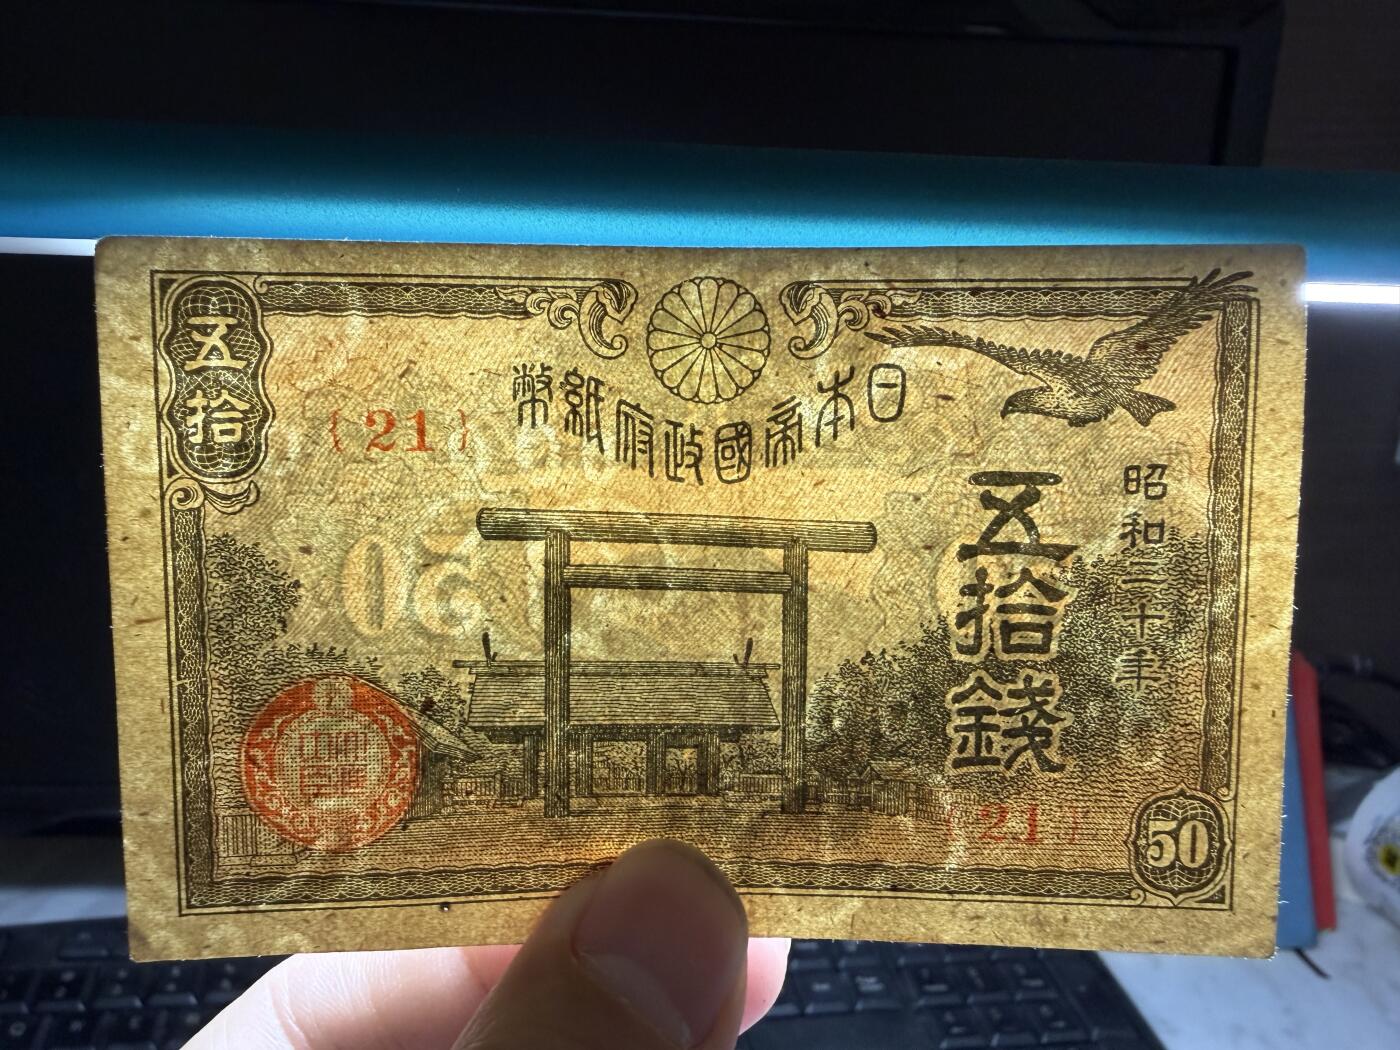 五拾
{21}
日本帝國政府紙幣
昭和二十年
五拾錢
{21}
50